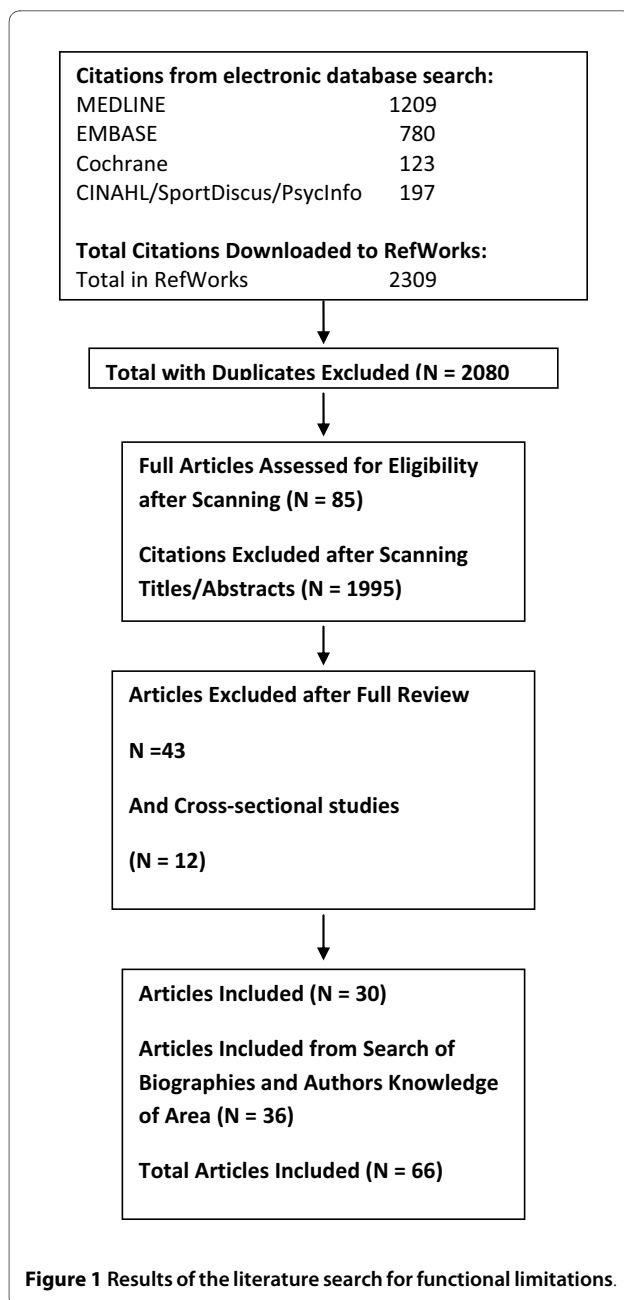 Citations from electronic database search:
MEDLINE 1209
EMBASE 780
Cochrane 123
CINAHL/SportDiscus/PsycInfo 197
Total Citations Downloaded to RefWorks:
Total in RefWorks 2309
Total with Duplicates Excluded (N = 2080
Full Articles Assessed for Eligibility
after Scanning (N = 85)
Citations Excluded after Scanning
Titles/Abstracts (N = 1995)
Articles Excluded after Full Review
N =43
And Cross-sectional studies
(N = 12)
Articles Included (N = 30)
Articles Included from Search of
Biographies and Authors Knowledge
of Area (N = 36)
Total Articles Included (N = 66)
Figure 1 Results of the literature search for functional limitations.